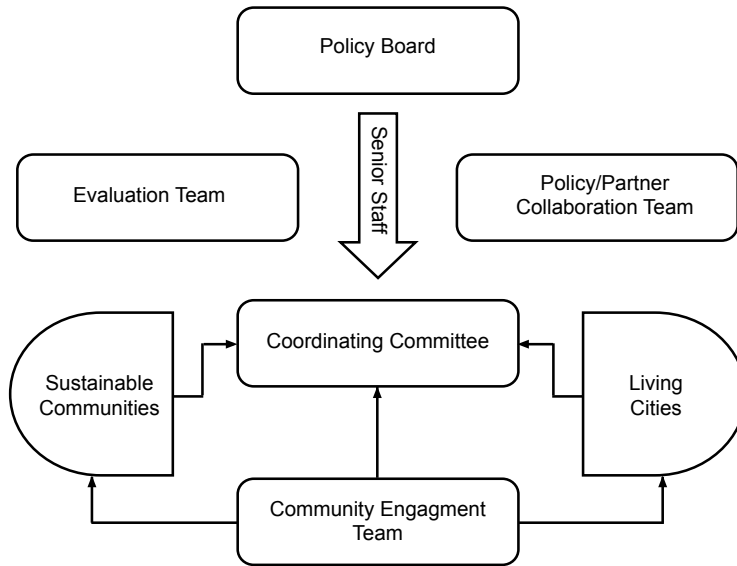 Policy Board
Senior Staff
Evaluation Team
Policy/Partner
Collaboration Team
Coordinating Committee
Sustainable
Communities
Living
Cities
Community Engagment
Team